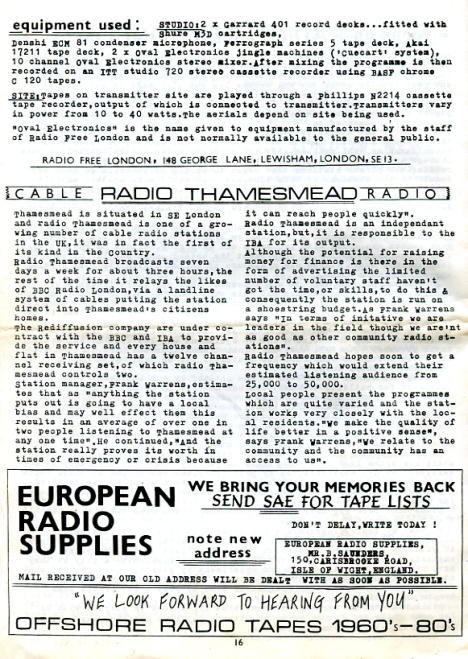 equipment used: STUDIO:2 x Garrard 401 record decks...fitted with
Shure M3D cartridges,
Denshi ECM 81 condenser microphone, Ferrograph series 5 tape deck, Akai
17211 tape deck, 2 x Oval Electronics jingle machines ('Cuecart' system),
10 channel Oval Electronics stereo mixer.After mixing the programme is then
recorded on an ITT studio 720 stereo cassette recorder using BASF chrome
C 120 tapes.
SITE:Tapes on transmitter site are played through a phillips N2214 cassette
tape recorder,output of which is connected to transmitter.Transmitters vary
in power from 10 to 40 watts.The aerials depend on site being used.
"Oval Electronics" is the name given to equipment manufactured by the staff
of Radio Free London and is not normally available to the general public.
RADIO FREE LONDON, 148 GEORGE LANE, LEWISHAM, LONDON, SE13.
CABLE RADIO THAMESMEAD RADIO
Thamesmead is situated in SE London
and radio Thamesmead is one of a gro-
wing number of cable radio stations
in the UK,it was in fact the first of
its kind in the Country.
Radio Thamesmead broadcasts seven
days a week for about three hours,the
rest of the time it relays the likes
of BBC Radio London,via a landline
system of cables putting the station
direct into Thamesmead's citizens
homes.
The Rediffusion company are under co-
ntract with the BBC and IBA to provi-
de the service and every house and
flat in Thamesmead has a twelve chan-
nel receiving set,of which radio Tha-
mesmead controls two.
Station manager,Frank Warrens,estima-
tes that as "anything the station
puts out is going to have a local
bias and may well effect them this
results in an average of over one in
two people listening to Thamesmead at
any one time".He continued,"And the
station really proves its worth in
times of emergency or crisis because
it can reach people quickly".
Radio Thamesmead is an independant
station,but,it is responsible to the
IBA for its output.
Although the potential for raising
money for finance is there in the
form of advertising the limited
number of voluntary staff haven't
got the time,or skills,to do this &
consequently the station is run on
a shoestring budget.As Frank Warrens
says "In terms of initative we are
leaders in the field though we are'nt
as good as other community radio st-
ations".
Radio Thamesmead hopes soon to get a
frequency which would extend their
estimated listening audience from
25,000 to 50,000.
Local people present the programmes
which are quite varied and the stat-
ion works very closely with the loc-
al residents,"We make the quality of
life better in a positive sense",
says Frank Warrens,"We relate to the
community and the community has an
access to us".
EUROPEAN
RADIO
SUPPLIES
WE BRING YOUR MEMORIES BACK
SEND SAE FOR TAPE LISTS
DON'T DELAY,WRITE TODAY !
note new
address
EUROPEAN RADIO SUPPLIES,
MR.B.SAUNDERS,
150,CARISBROOKE ROAD,
ISLE OF WIGHT,ENGLAND.
MAIL RECEIVED AT OUR OLD ADDRESS WILL BE DEALT WITH AS SOON AS POSSIBLE.
"WE LOOK FORWARD TO HEARING FROM YOU"
OFFSHORE RADIO TAPES 1960's-80's
16